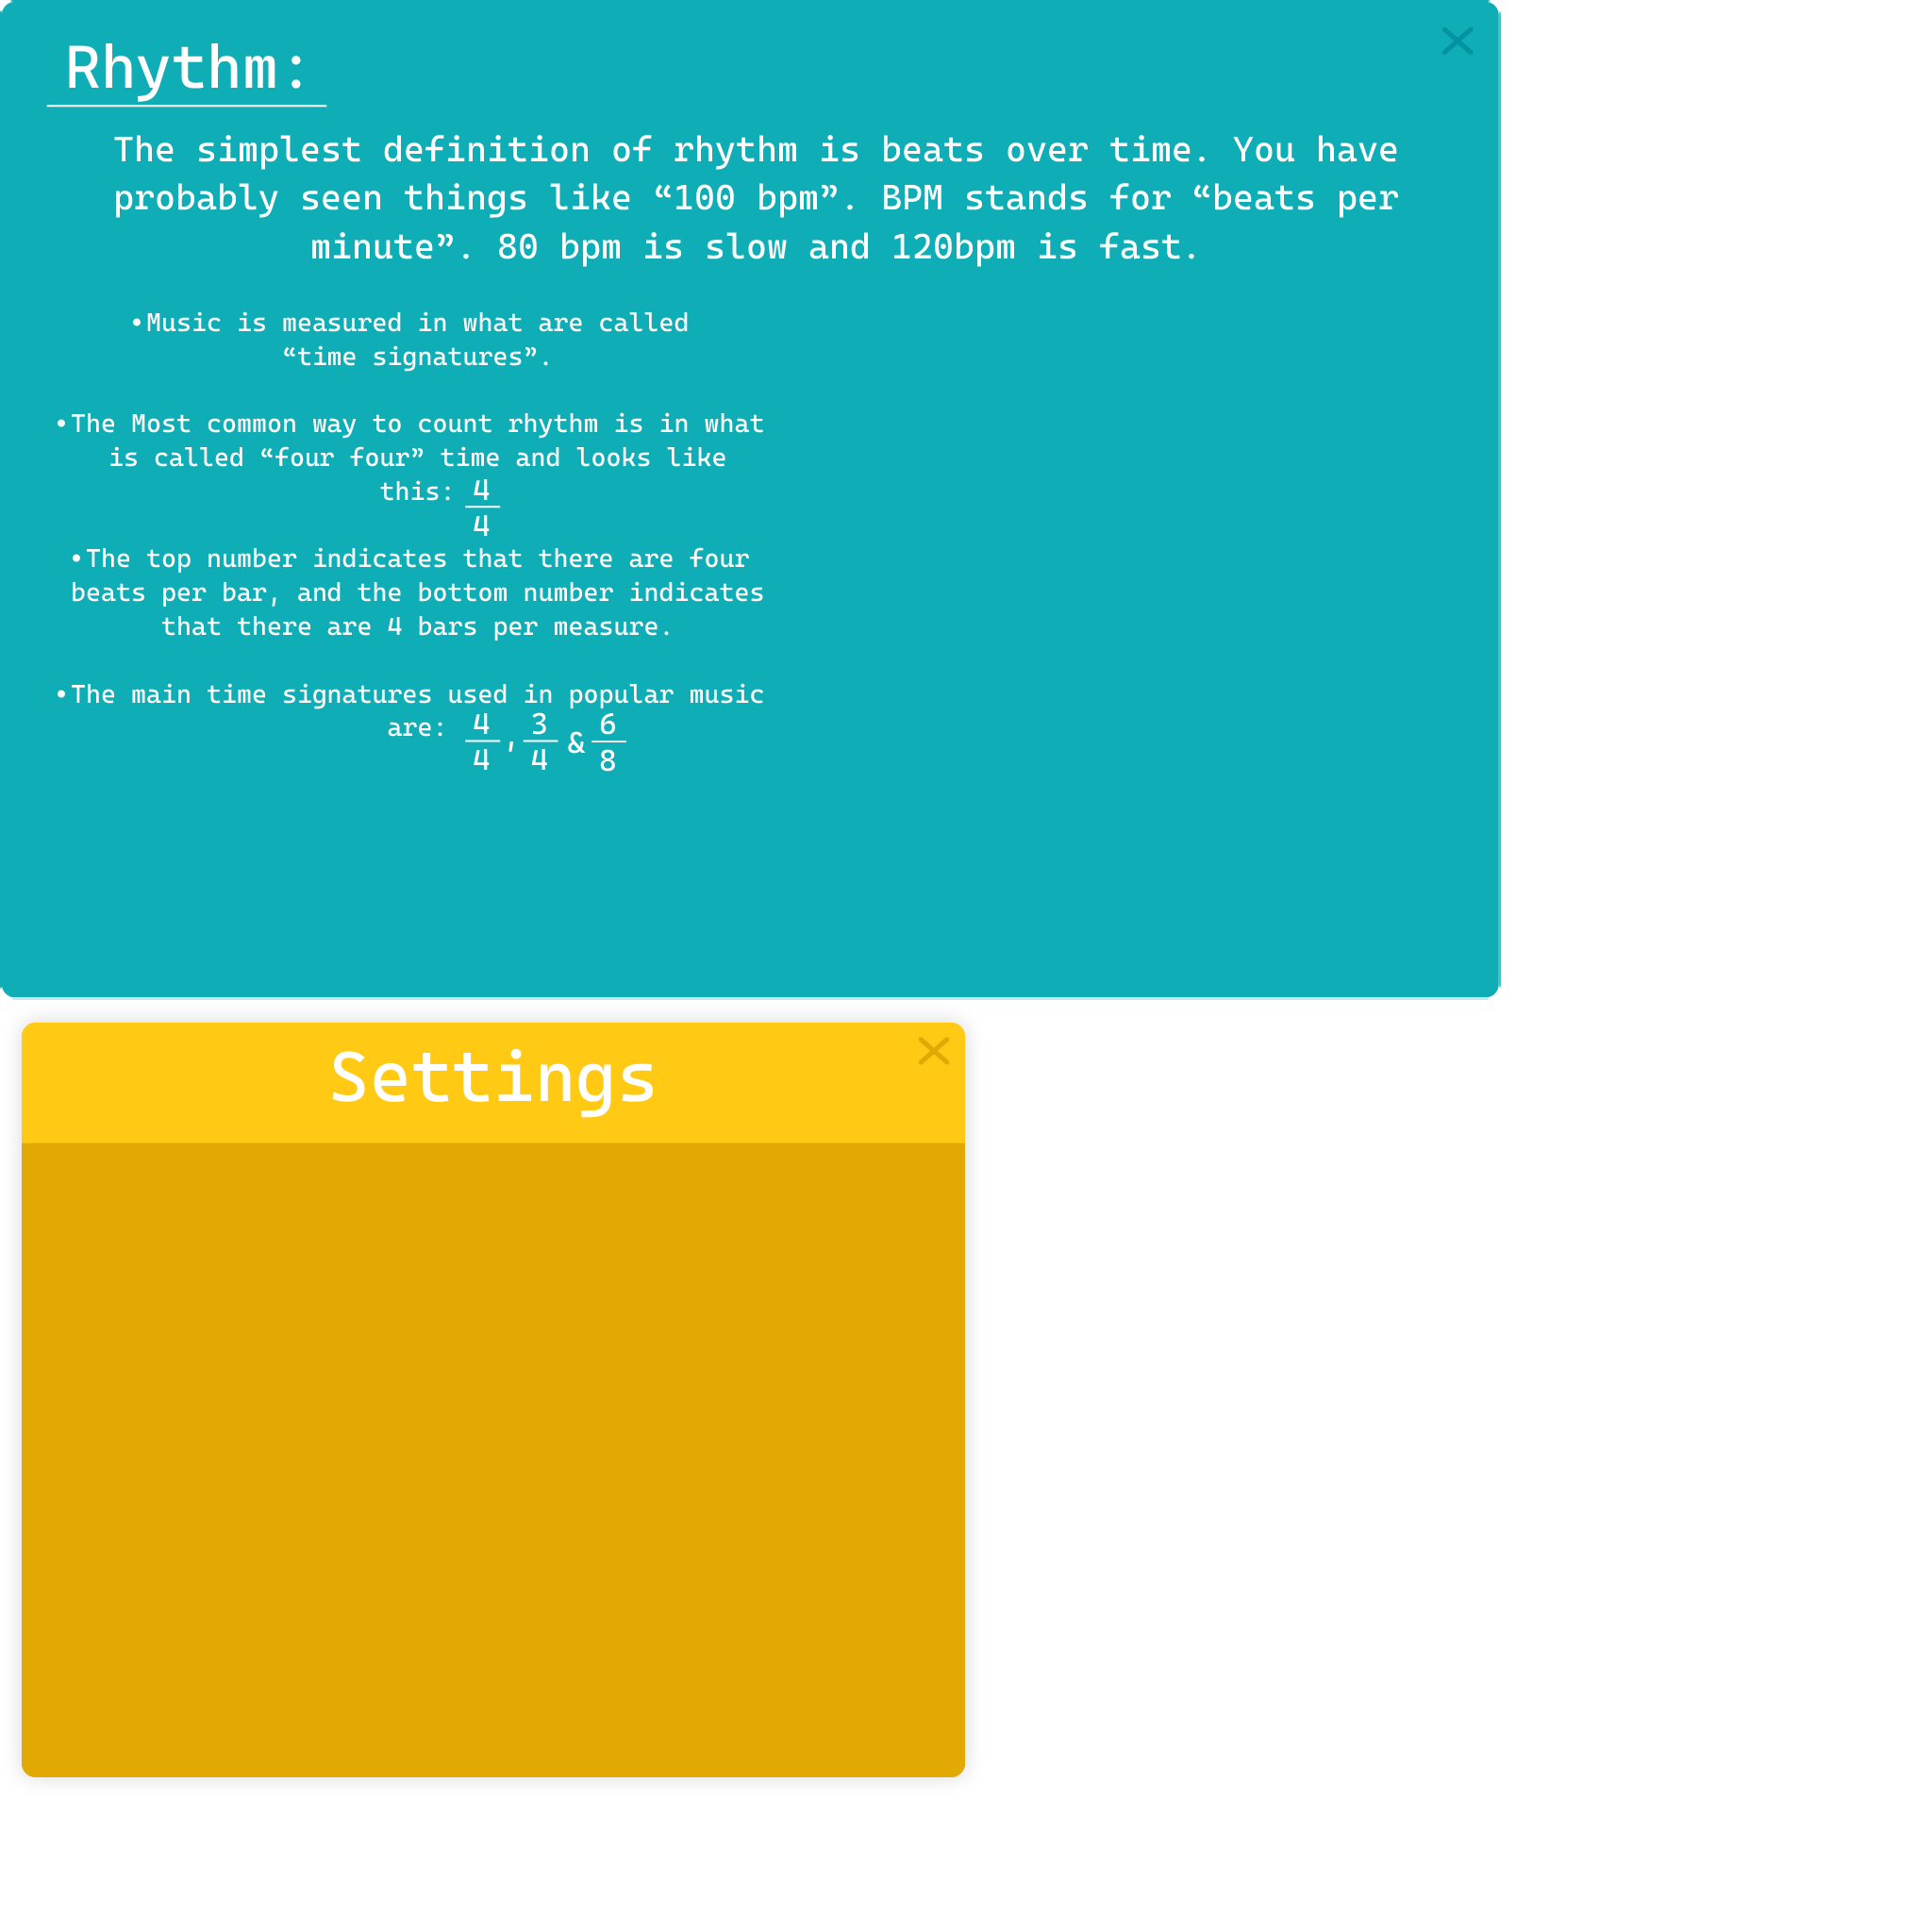 Rhythm:
The simplest definition of rhythm is beats over time. You have
probably seen things like “100 bpm”. BPM stands for “beats per
minute”. 80 bpm is slow and 120bpm is fast.
•Music is measured in what are called
“time signatures”.
•The Most common way to count rhythm is in what
is called “four four” time and looks like
this: 4/4
•The top number indicates that there are four
beats per bar, and the bottom number indicates
that there are 4 bars per measure.
•The main time signatures used in popular music
are: 4/4, 3/4 & 6/8
Settings